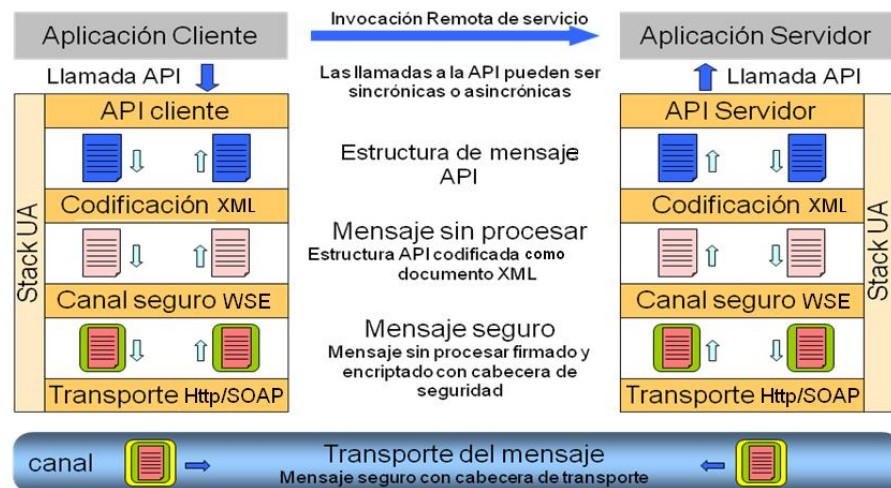 Aplicación Cliente
Invocación Remota de servicio
Aplicación Servidor
Llamada API
Las llamadas a la API pueden ser
sincrónicas o asincrónicas
Llamada API
Stack UA
API cliente
Estructura de mensaje
API
API Servidor
Codificación XML
Mensaje sin procesar
Estructura API codificada como
documento XML
Codificación XML
Canal seguro WSE
Mensaje seguro
Mensaje sin procesar firmado y
encriptado con cabecera de
seguridad
Canal seguro WSE
Transporte Http/SOAP
Transporte Http/SOAP
Stack UA
canal
Transporte del mensaje
Mensaje seguro con cabecera de transporte